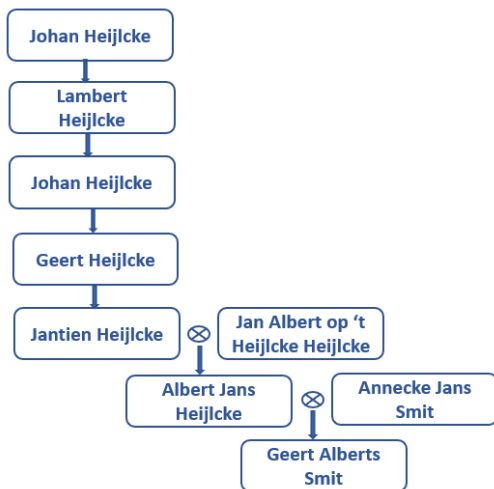 Johan Heijlcke
Lambert
Heijlcke
Johan Heijlcke
Geert Heijlcke
Jantien Heijlcke
Jan Albert op ‘t
Heijlcke Heijlcke
Albert Jans
Heijlcke
Annecke Jans
Smit
Geert Alberts
Smit